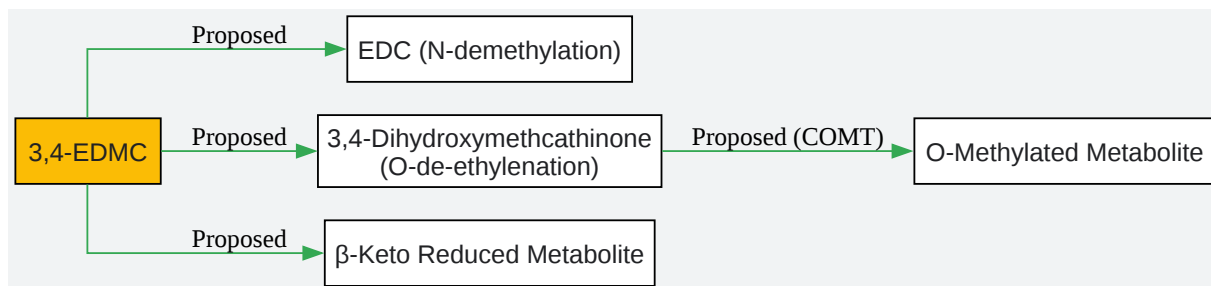 Proposed
EDC (N-demethylation)
3,4-EDMC
Proposed
3,4-Dihydroxymethcathinone
(O-de-ethylenation)
Proposed (COMT)
O-Methylated Metabolite
Proposed
β-Keto Reduced Metabolite